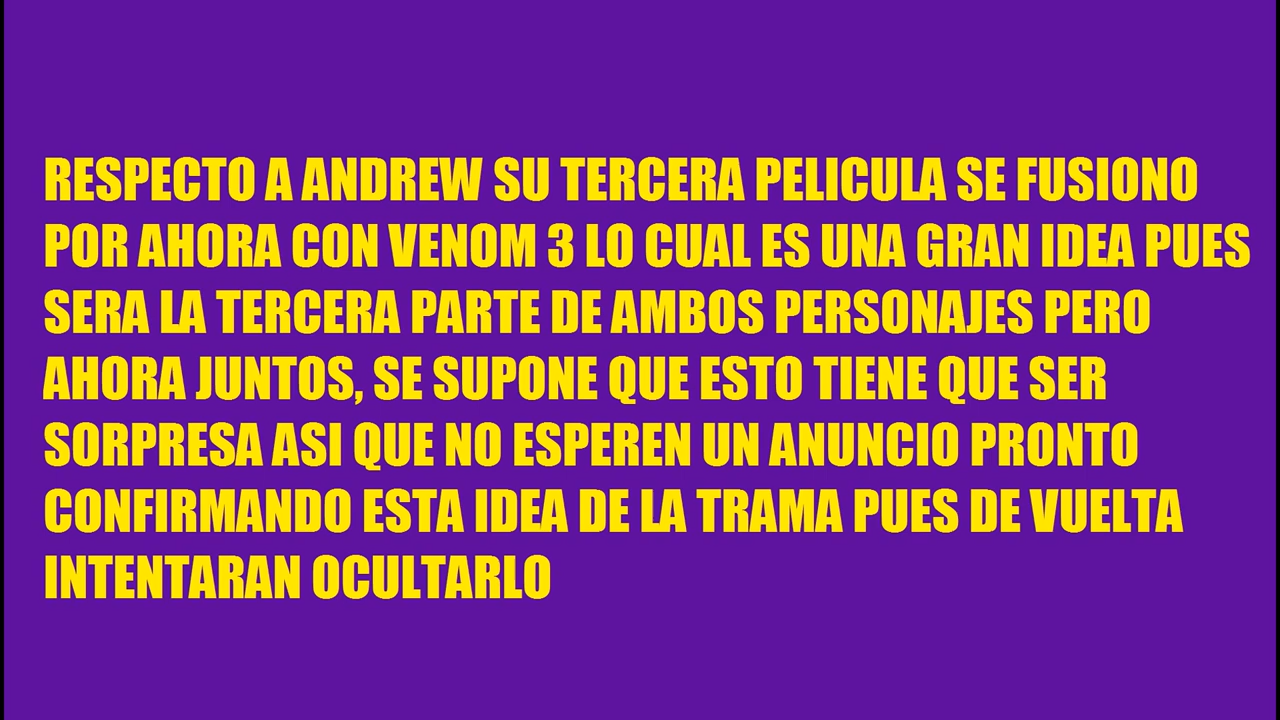 RESPECTO A ANDREW SU TERCERA PELICULA SE FUSIONO
POR AHORA CON VENOM 3 LO CUAL ES UNA GRAN IDEA PUES
SERA LA TERCERA PARTE DE AMBOS PERSONAJES PERO
AHORA JUNTOS, SE SUPONE QUE ESTO TIENE QUE SER
SORPRESA ASI QUE NO ESPEREN UN ANUNCIO PRONTO
CONFIRMANDO ESTA IDEA DE LA TRAMA PUES DE VUELTA
INTENTARAN OCULTARLO